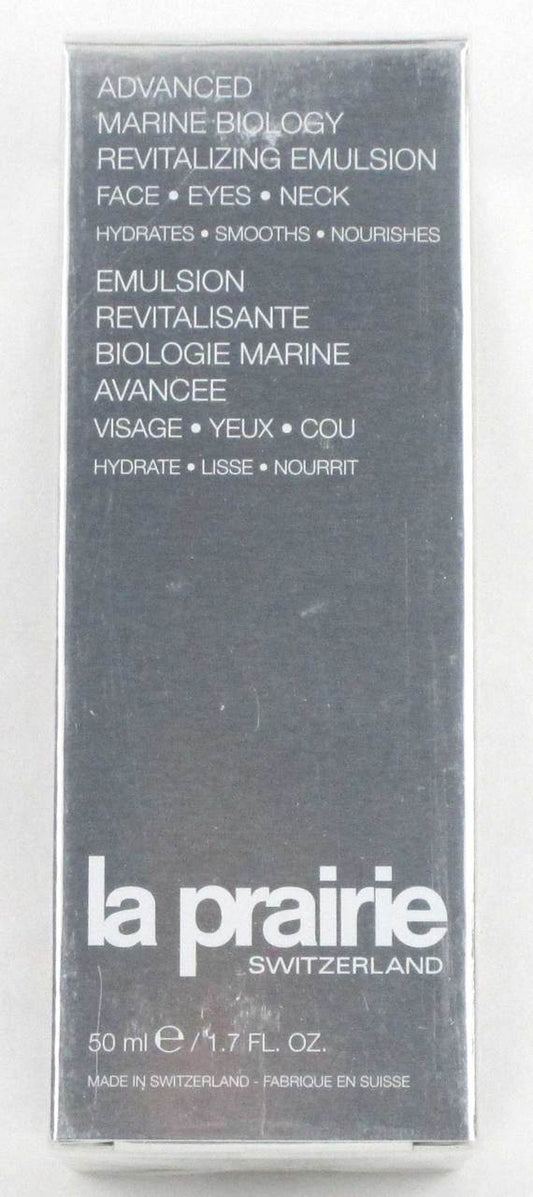 ADVANCED
MARINE BIOLOGY
REVITALIZING EMULSION
FACE • EYES • NECK
HYDRATES • SMOOTHS • NOURISHES
EMULSION
REVITALISANTE
BIOLOGIE MARINE
AVANCEE
VISAGE • YEUX • COU
HYDRATE • LISSE • NOURRIT
la prairie
SWITZERLAND
50 ml ℮ / 1.7 FL. OZ.
MADE IN SWITZERLAND - FABRIQUE EN SUISSE